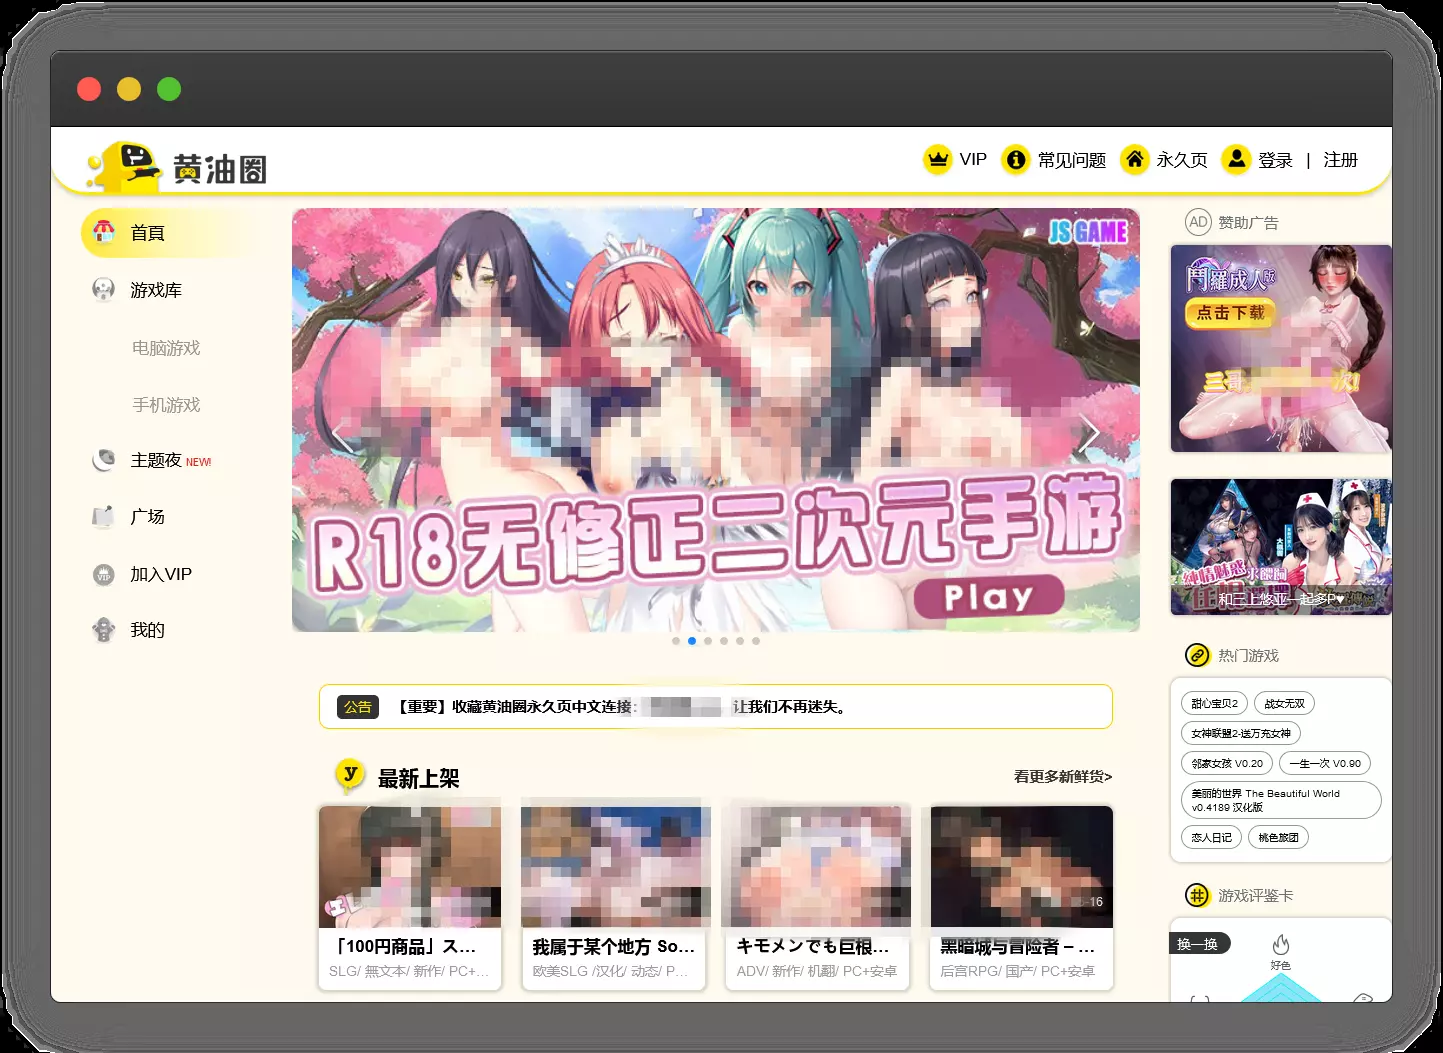 黄油圈
VIP
常见问题
永久页
登录 | 注册
首頁
游戏库
电脑游戏
手机游戏
主题夜 NEW!
广场
加入VIP
我的
JS GAME
R18无修正二次元手游
Play
AD 赞助广告
鬥羅成人版
点击下载
三哥
次!
純情魅惑
和三上悠亚一起多P♥
公告 【重要】收藏黄油圈永久页中文连接:
让我们不再迷失。
y 最新上架
看更多新鲜货>
「100円商品」ス...
SLG/ 無文本/ 新作/ PC+...
我属于某个地方 So...
欧美SLG /汉化/ 动态/ P...
キモメンでも巨根...
ADV/ 新作/ 机翻/ PC+安卓
-16
黑暗城与冒险者 – ...
后宫RPG/ 国产/ PC+安卓
热门游戏
甜心宝贝2
战女无双
女神联盟2-送万充女神
邻家女孩 V0.20
一生一次 V0.90
美丽的世界 The Beautiful World
v0.4189 汉化版
恋人日记
桃色旅团
游戏评鉴卡
换一换
好色